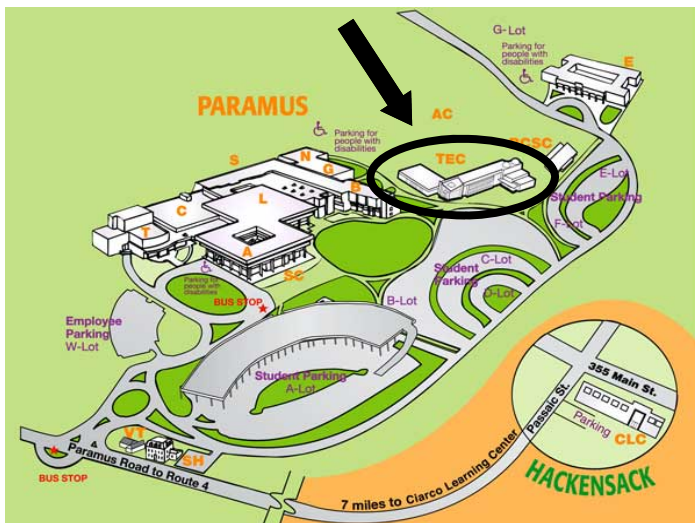 G-Lot
Parking for
people with
disabilities
E
PARAMUS
AC
Parking for
people with
disabilities
N
S
G
TEC
BCSC
B
E-Lot
Student Parking
C
L
T
F-Lot
A
C-Lot
Student
Parking
D-Lot
SC
Parking for
people with
disabilities
BUS STOP
B-Lot
Employee
Parking
W-Lot
Student Parking
A-Lot
355 Main St.
Passaic St.
Parking
CLC
HACKENSACK
VT
SH
Paramus Road to Route 4
BUS STOP
7 miles to Ciarco Learning Center